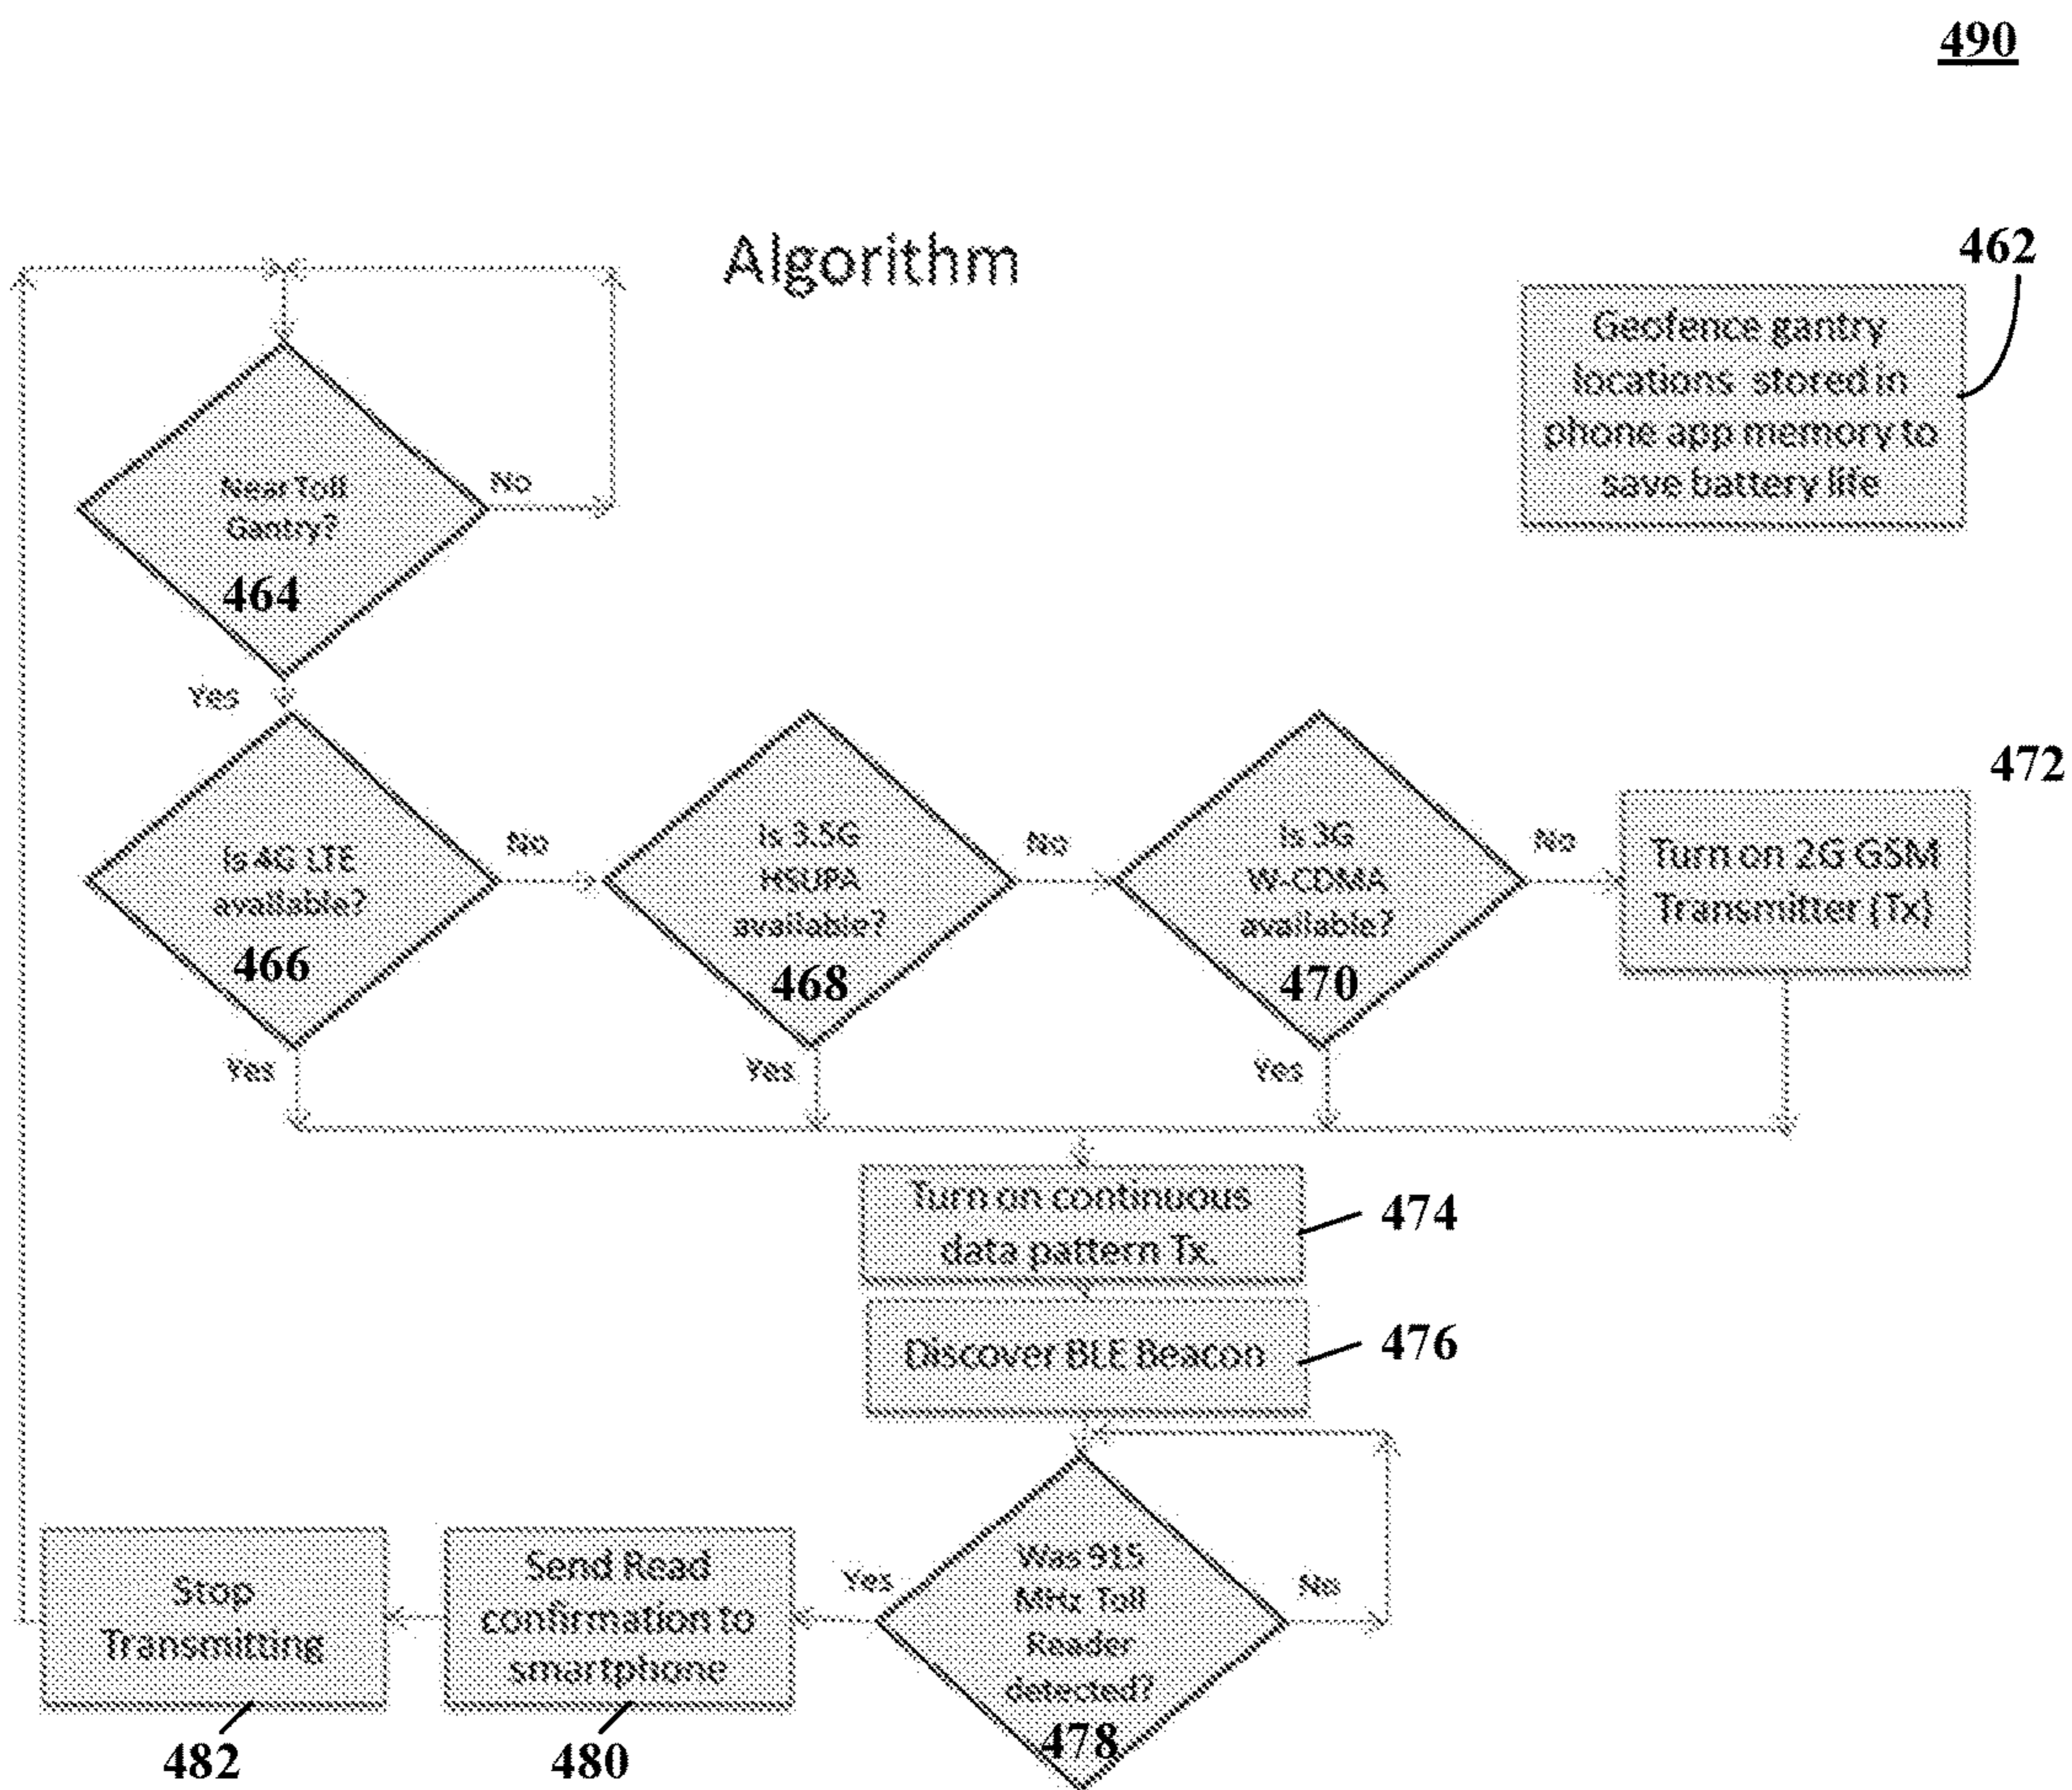 490
Algorithm
462
Geofence gantry
locations stored in
phone app memory to
save battery life
Near Toll
Gantry?
464
No
Yes
Is 4G LTE
available?
466
No
Is 3.5G
HSUPA
available?
468
No
Is 3G
W-CDMA
available?
470
No
472
Turn on 2G GSM
Transmitter (Tx)
Yes
Yes
Yes
Turn on continuous
data pattern Tx
474
Discover BLE Beacon
476
Was 915
MHz Toll
Reader
detected?
478
No
Yes
Send Read
confirmation to
smartphone
480
Stop
Transmitting
482